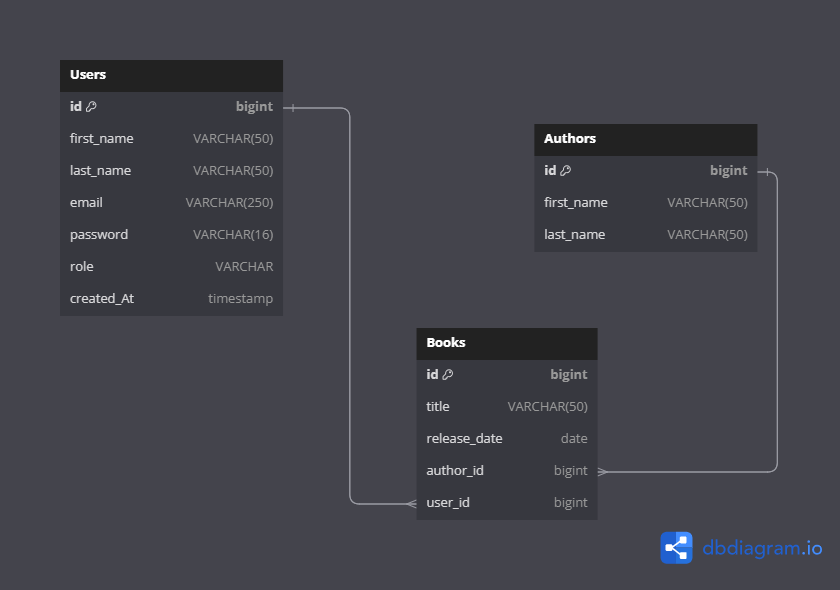 Users
id bigint
first_name VARCHAR(50)
last_name VARCHAR(50)
email VARCHAR(250)
password VARCHAR(16)
role VARCHAR
created_At timestamp
Authors
id bigint
first_name VARCHAR(50)
last_name VARCHAR(50)
Books
id bigint
title VARCHAR(50)
release_date date
author_id bigint
user_id bigint
dbdiagram.io